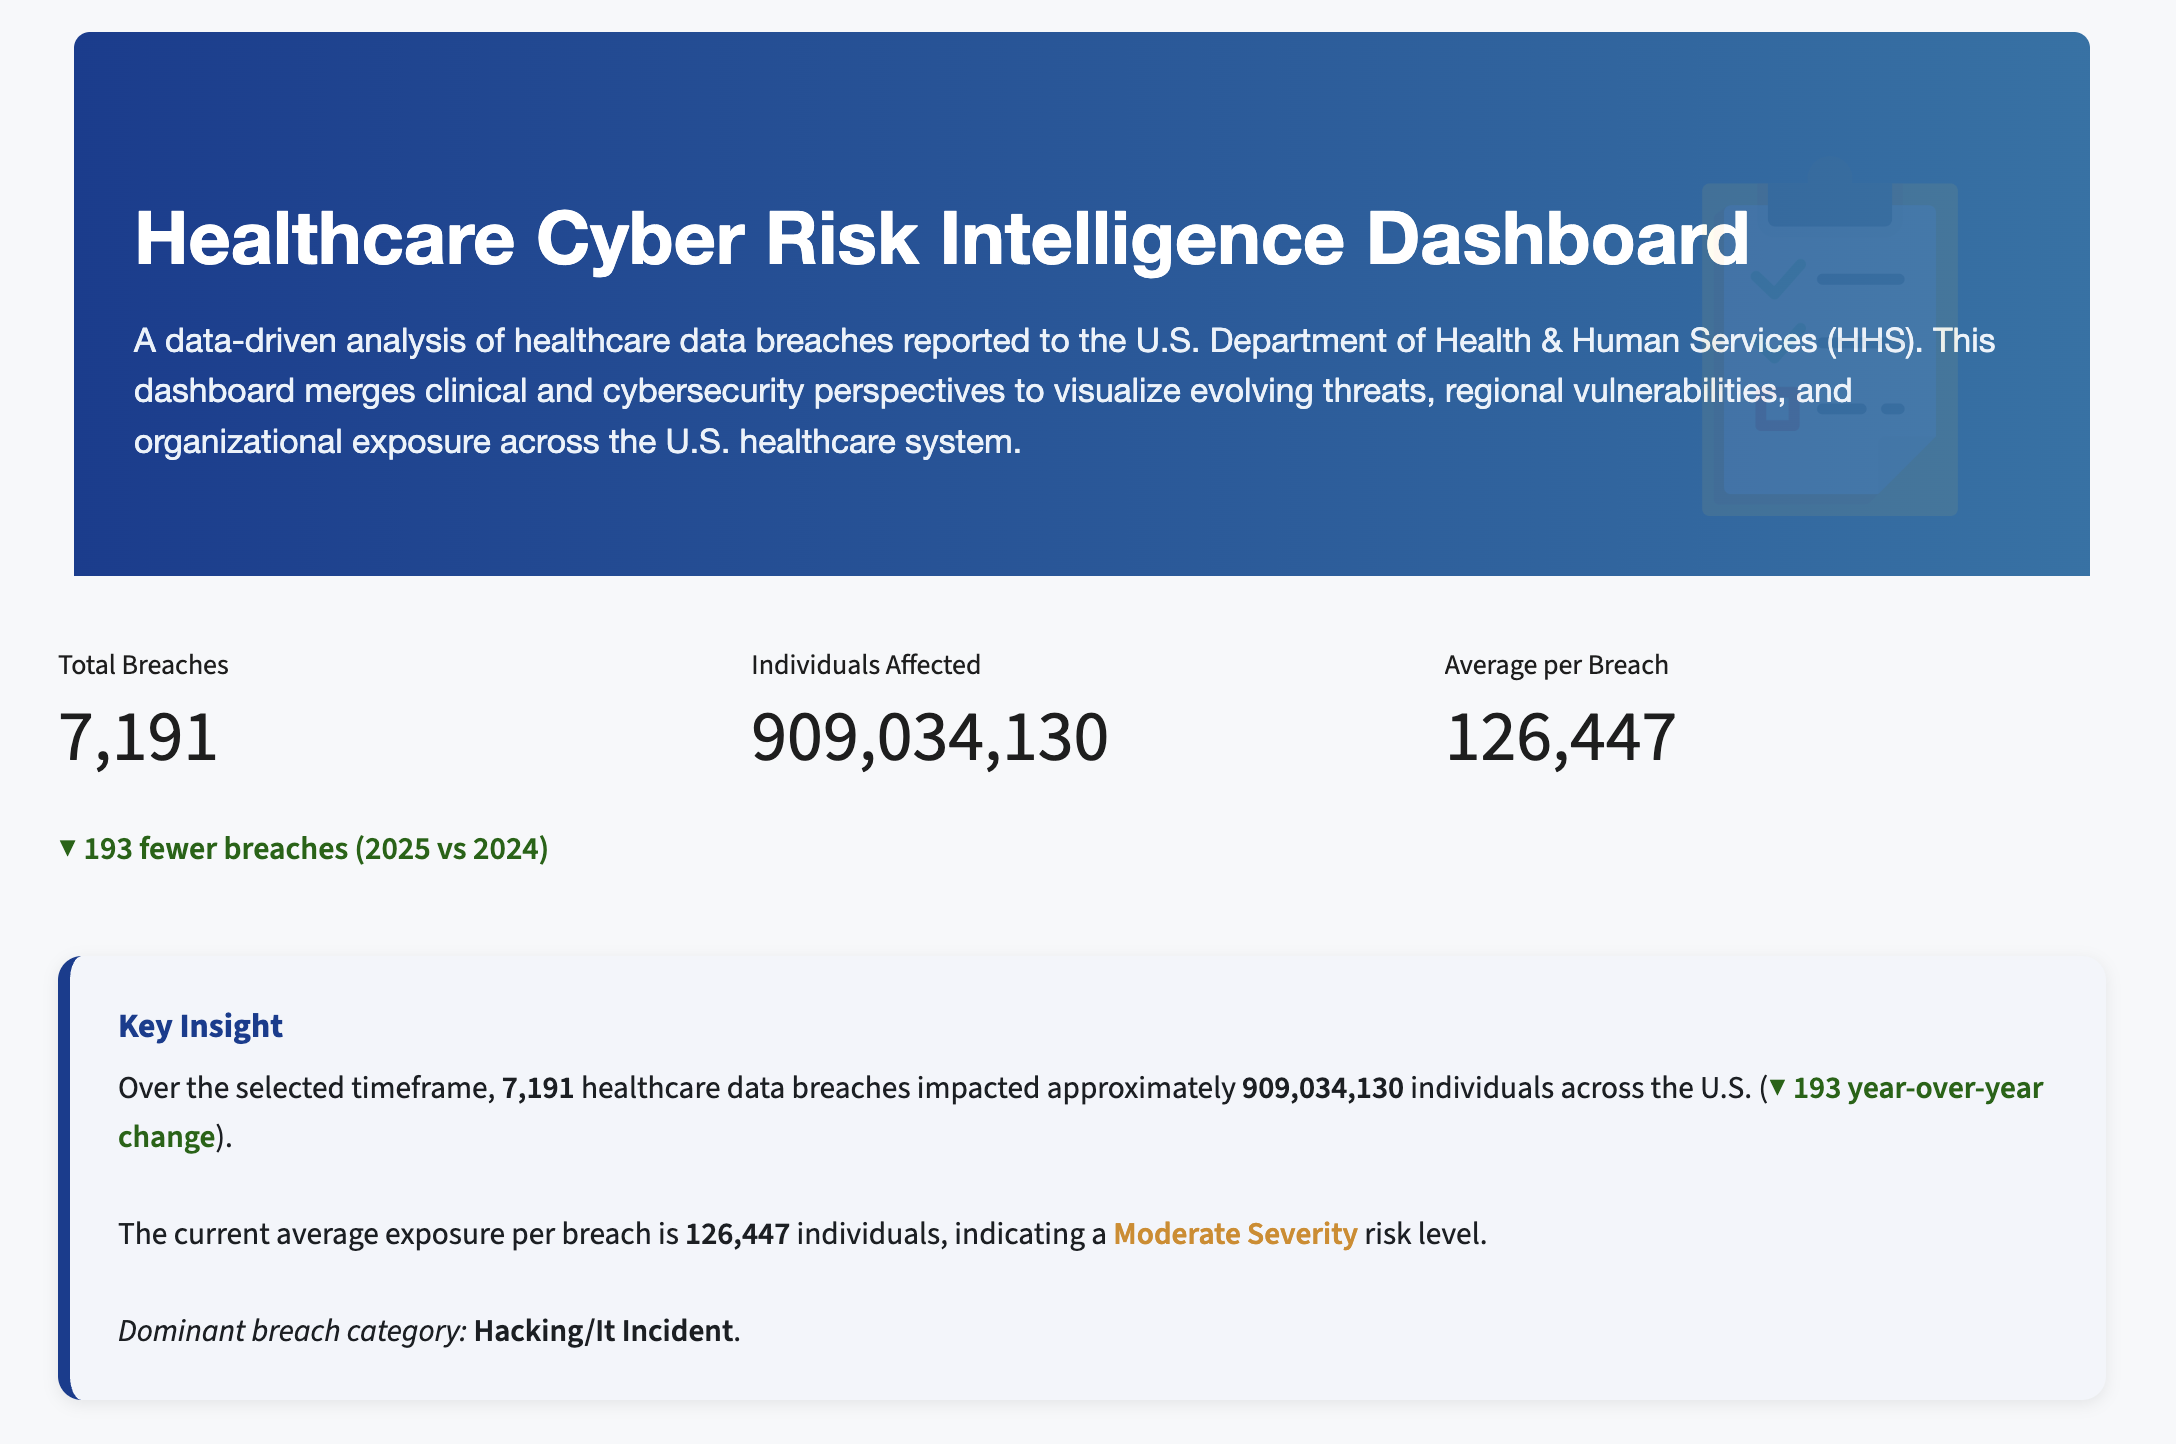 Healthcare Cyber Risk Intelligence Dashboard
A data-driven analysis of healthcare data breaches reported to the U.S. Department of Health & Human Services (HHS). This
dashboard merges clinical and cybersecurity perspectives to visualize evolving threats, regional vulnerabilities, and
organizational exposure across the U.S. healthcare system.
Total Breaches
7,191
▼ 193 fewer breaches (2025 vs 2024)
Individuals Affected
909,034,130
Average per Breach
126,447
Key Insight
Over the selected timeframe, 7,191 healthcare data breaches impacted approximately 909,034,130 individuals across the U.S. (▼ 193 year-over-year
change).
The current average exposure per breach is 126,447 individuals, indicating a Moderate Severity risk level.
Dominant breach category: Hacking/It Incident.